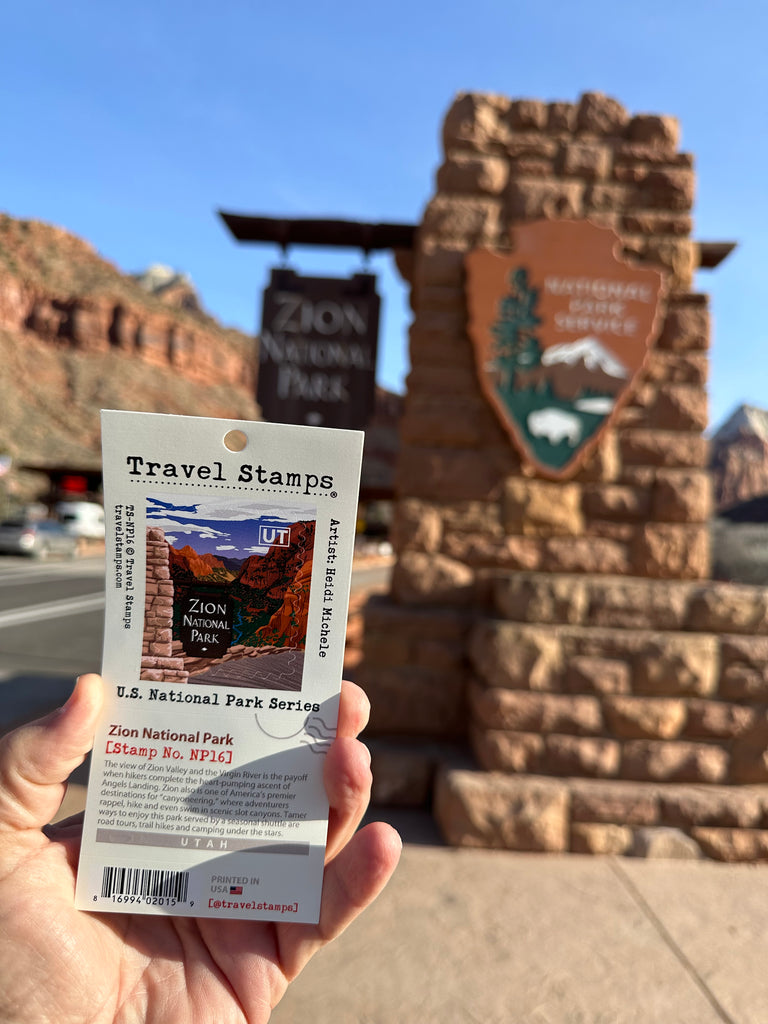 ZION
NATIONAL
PARK
NATIONAL
PARK
SERVICE
Travel Stamps®
TS-NP16 © Travel Stamps
travelstamps.com
UT
ZION
NATIONAL
PARK
Artist: Heidi Michele
U.S. National Park Series
Zion National Park
[Stamp No. NP16]
The view of Zion Valley and the Virgin River is the payoff
when hikers complete the heart-pumping ascent of
Angels Landing. Zion also is one of America's premier
destinations for "canyoneering," where adventurers
rappel, hike and even swim in scenic slot canyons. Tamer
ways to enjoy this park served by a seasonal shuttle are
road tours, trail hikes and camping under the stars.
UTAH
8 16994 02015 9
PRINTED IN
USA
[@travelstamps]